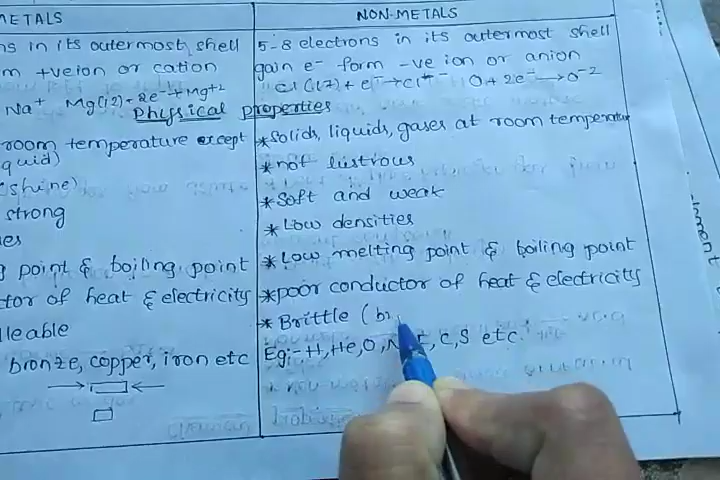 METALS
NON-METALS
ns in its outermost shell
m +ve ion or cation
Na+ Mg(12)-2e-→Mg+2
5-8 electrons in its outermost shell
gain e- form -ve ion or anion
Cl(17)+e-→Cl- O+2e-→O-2
Physical properties
room temperature except
quid)
(shine)
strong
ies
g point & boiling point
tor of heat & electricity
lleable
bronze, copper, iron etc
*Solids, liquids, gases at room temperatur
*not lustrous
*Soft and weak
*Low densities
*Low melting point & boiling point
*poor conductor of heat & electricity
*Brittle (b
Eg:-H,He,O,N,F,C,S etc.